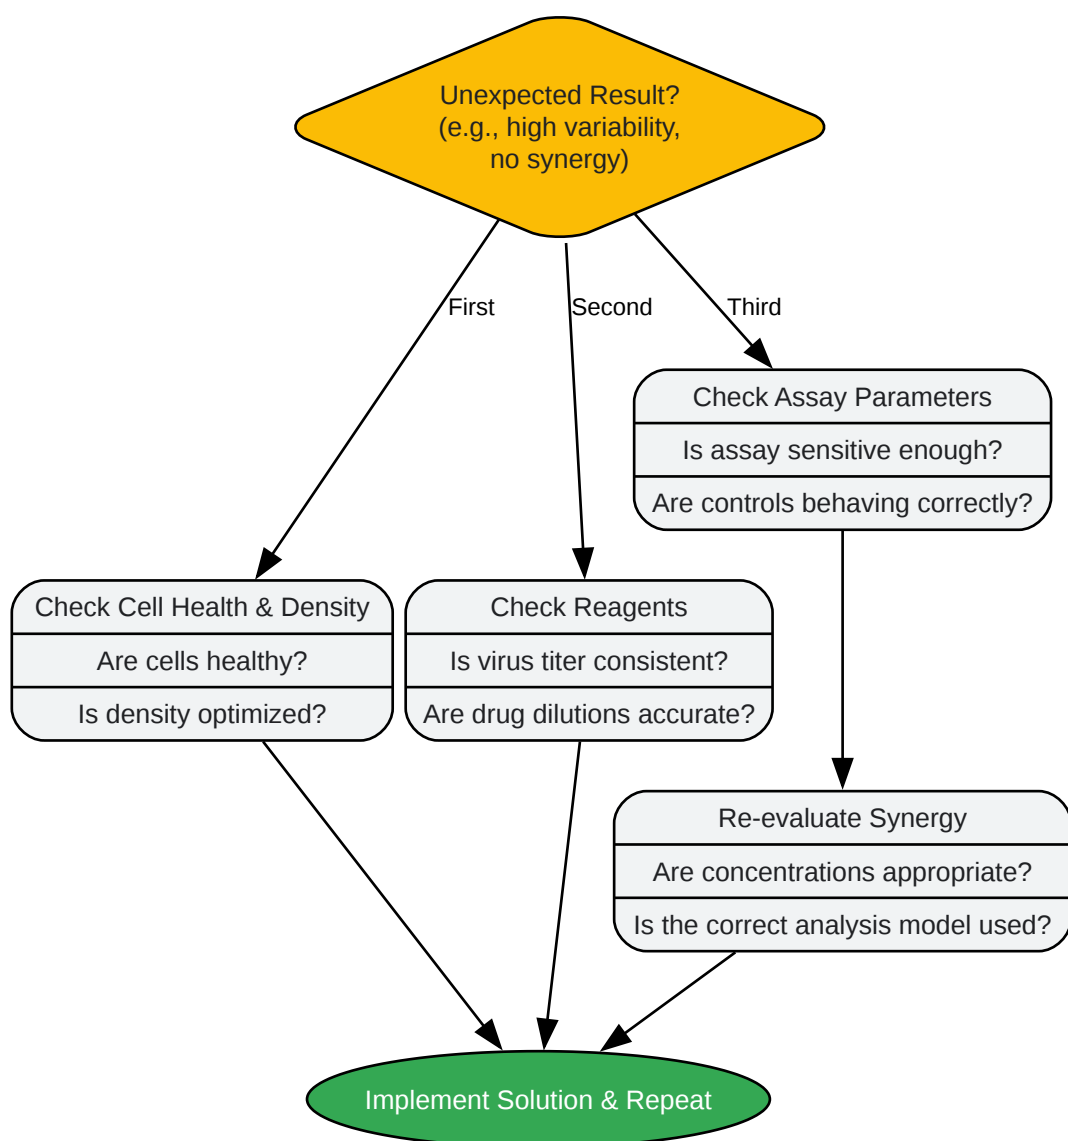 Unexpected Result?
(e.g., high variability,
no synergy)
First
Second
Third
Check Assay Parameters
Is assay sensitive enough?
Are controls behaving correctly?
Check Cell Health & Density
Are cells healthy?
Is density optimized?
Check Reagents
Is virus titer consistent?
Are drug dilutions accurate?
Re-evaluate Synergy
Are concentrations appropriate?
Is the correct analysis model used?
Implement Solution & Repeat